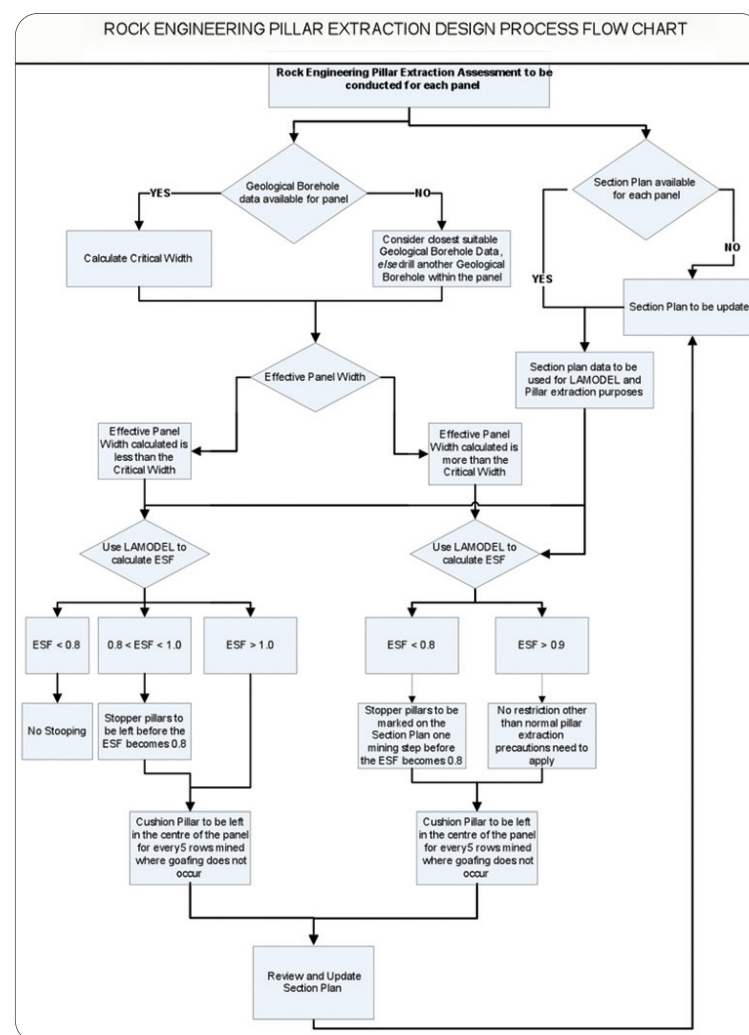 ROCK ENGINEERING PILLAR EXTRACTION DESIGN PROCESS FLOW CHART
Rock Engineering Pillar Extraction Assessment to be
conducted for each panel
Geological Borehole
data available for panel
Section Plan available
for each panel
YES
NO
Calculate Critical Width
Consider closest suitable
Geological Borehole Data,
else drill another Geological
Borehole within the panel
YES
NO
Section Plan to be update
Effective Panel Width
Section plan data to be
used for LAMODEL and
Pillar extraction purposes
Effective Panel
Width calculated is
less than the
Critical Width
Effective Panel
Width calculated is
more than the
Critical Width
Use LAMODEL to
calculate ESF
Use LAMODEL to
calculate ESF
ESF < 0.8
0.8 < ESF < 1.0
ESF > 1.0
ESF < 0.8
ESF > 0.9
No Stooping
Stopper pillars to
be left before the
ESF becomes 0.8
Stopper pillars to be
marked on the
Section Plan one
mining step before
the ESF becomes 0.8
No restriction other
than normal pillar
extraction
precautions need to
apply
Cushion Pillar to be left
in the centre of the panel
for every 5 rows mined
where goafing does not
occur
Cushion Pillar to be left
in the centre of the panel
for every 5 rows mined
where goafing does not
occur
Review and Update
Section Plan